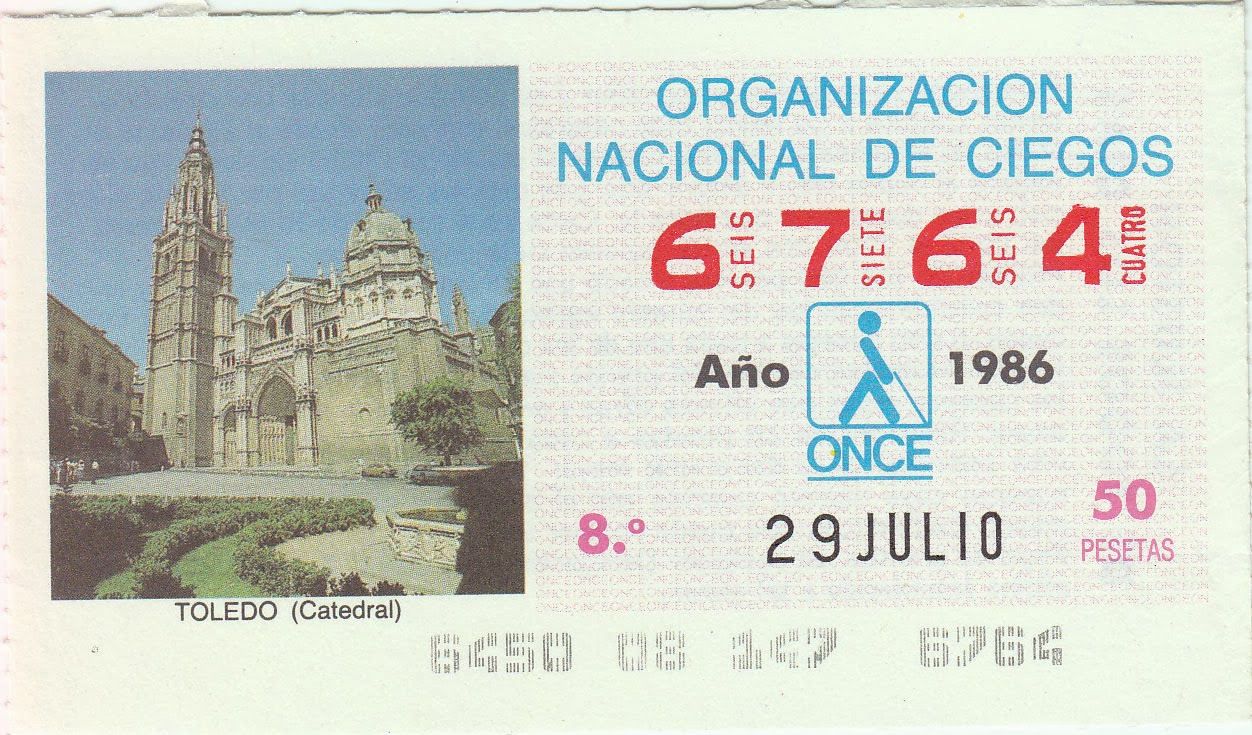 ORGANIZACION
NACIONAL DE CIEGOS
6 SEIS 7 SIETE 6 SEIS 4 CUATRO
Año 1986
ONCE
8.º 29 JULIO 50 PESETAS
TOLEDO (Catedral)
6450 08 147 6764